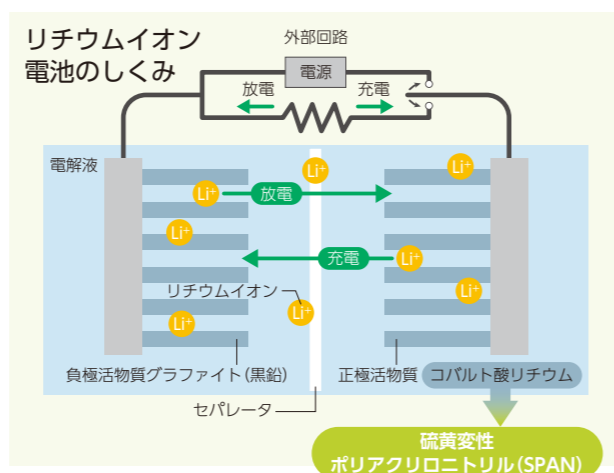 リチウムイオン
電池のしくみ
外部回路
電源
放電
充電
電解液
Li⁺
Li⁺
Li⁺
放電
Li⁺
充電
Li⁺
リチウムイオン
Li⁺
Li⁺
Li⁺
負極活物質グラファイト(黒鉛)
正極活物質
コバルト酸リチウム
セパレータ
硫黄変性
ポリアクリロニトリル(SPAN)